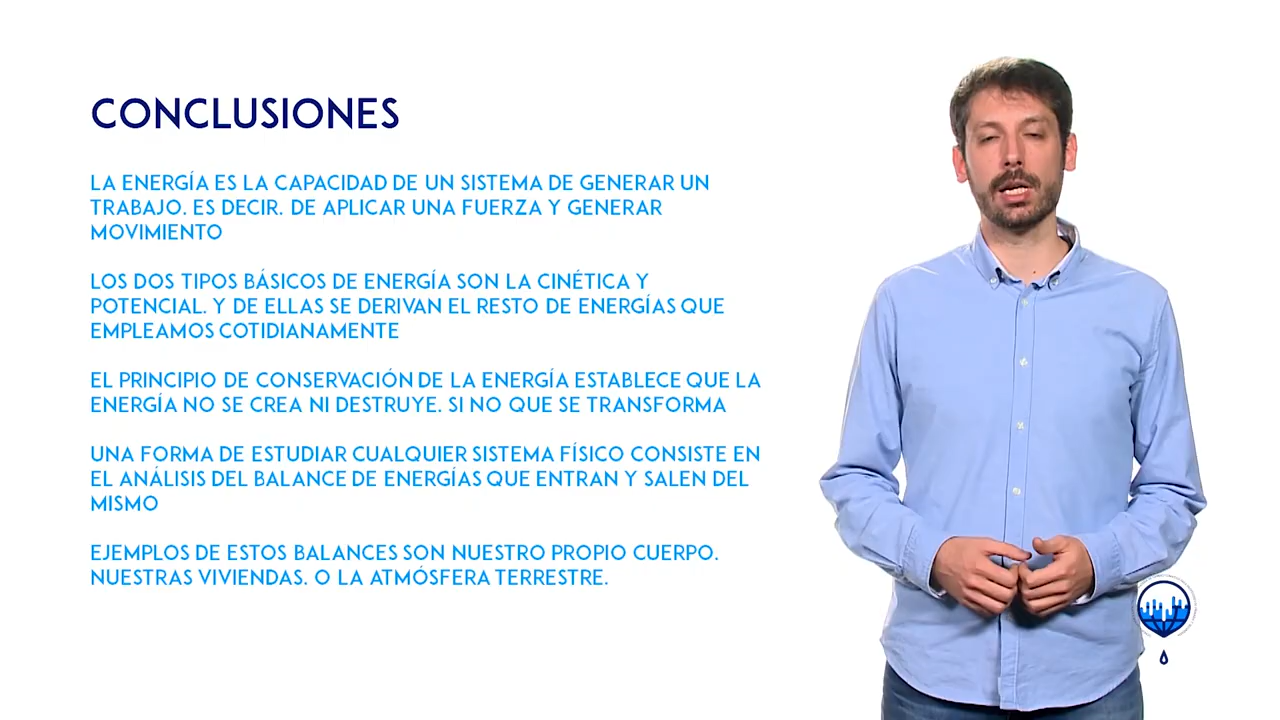 CONCLUSIONES
LA ENERGÍA ES LA CAPACIDAD DE UN SISTEMA DE GENERAR UN
TRABAJO. ES DECIR. DE APLICAR UNA FUERZA Y GENERAR
MOVIMIENTO
LOS DOS TIPOS BÁSICOS DE ENERGÍA SON LA CINÉTICA Y
POTENCIAL. Y DE ELLAS SE DERIVAN EL RESTO DE ENERGÍAS QUE
EMPLEAMOS COTIDIANAMENTE
EL PRINCIPIO DE CONSERVACIÓN DE LA ENERGÍA ESTABLECE QUE LA
ENERGÍA NO SE CREA NI DESTRUYE. SI NO QUE SE TRANSFORMA
UNA FORMA DE ESTUDIAR CUALQUIER SISTEMA FÍSICO CONSISTE EN
EL ANÁLISIS DEL BALANCE DE ENERGÍAS QUE ENTRAN Y SALEN DEL
MISMO
EJEMPLOS DE ESTOS BALANCES SON NUESTRO PROPIO CUERPO.
NUESTRAS VIVIENDAS. O LA ATMÓSFERA TERRESTRE.